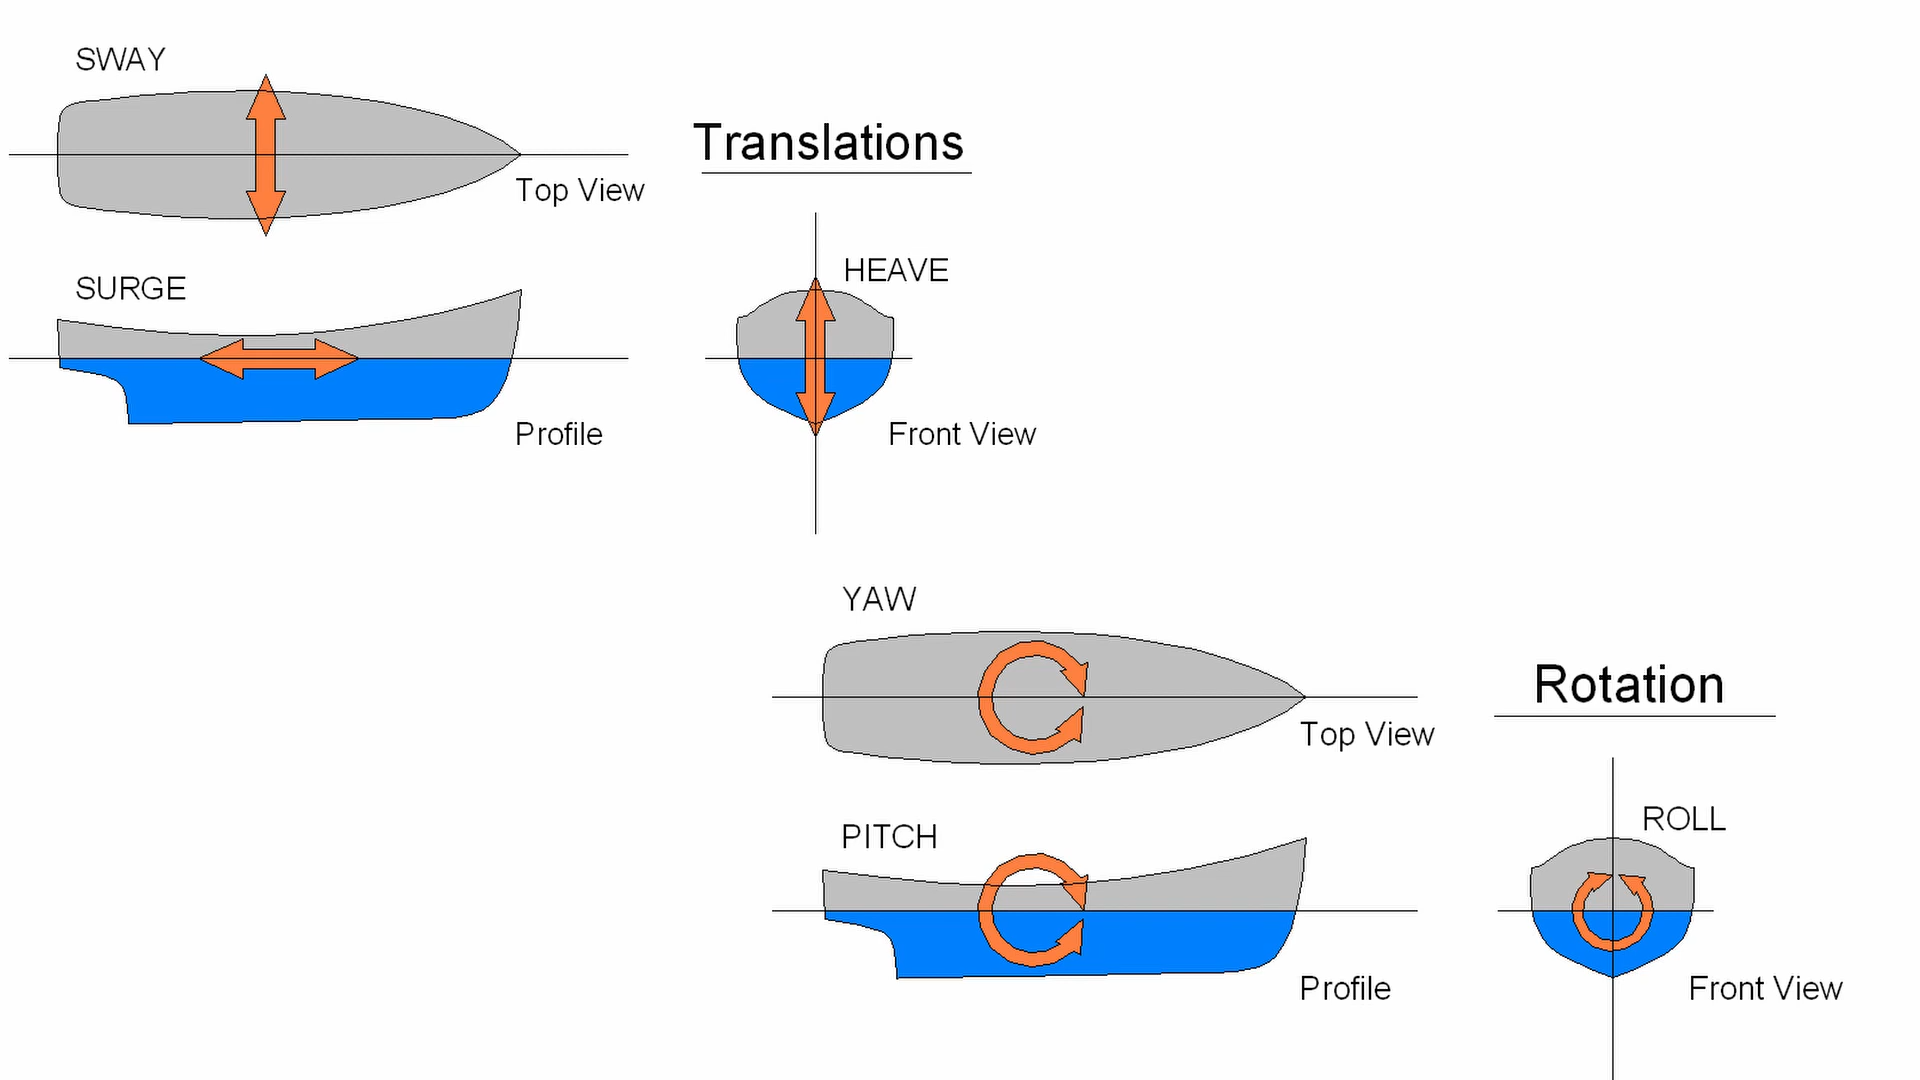 SWAY
Translations
Top View
SURGE
HEAVE
Profile
Front View
YAW
Rotation
Top View
PITCH
ROLL
Profile
Front View